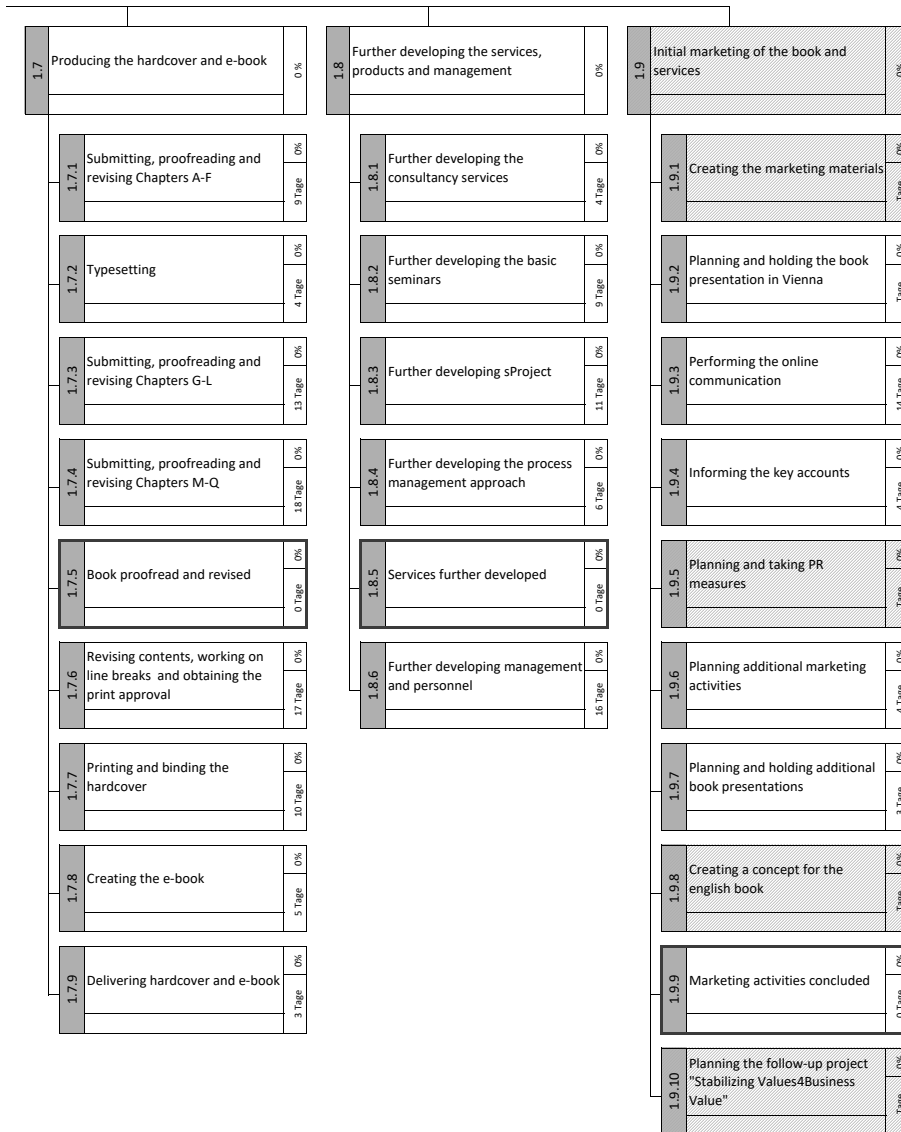 1.7
Producing the hardcover and e-book
0 %
1.7.1
Submitting, proofreading and
revising Chapters A-F
0%
9 Tage
1.7.2
Typesetting
0%
4 Tage
1.7.3
Submitting, proofreading and
revising Chapters G-L
0%
13 Tage
1.7.4
Submitting, proofreading and
revising Chapters M-Q
0%
18 Tage
1.7.5
Book proofread and revised
0%
0 Tage
1.7.6
Revising contents, working on
line breaks and obtaining the
print approval
0%
17 Tage
1.7.7
Printing and binding the
hardcover
0%
10 Tage
1.7.8
Creating the e-book
0%
5 Tage
1.7.9
Delivering hardcover and e-book
0%
3 Tage
1.8
Further developing the services,
products and management
0%
1.8.1
Further developing the
consultancy services
0%
4 Tage
1.8.2
Further developing the basic
seminars
0%
9 Tage
1.8.3
Further developing sProject
0%
11 Tage
1.8.4
Further developing the process
management approach
0%
6 Tage
1.8.5
Services further developed
0%
0 Tage
1.8.6
Further developing management
and personnel
0%
16 Tage
1.9
Initial marketing of the book and
services
0%
1.9.1
Creating the marketing materials
0%
Tage
1.9.2
Planning and holding the book
presentation in Vienna
0%
Tage
1.9.3
Performing the online
communication
0%
14 Tage
1.9.4
Informing the key accounts
0%
4 Tage
1.9.5
Planning and taking PR
measures
0%
Tage
1.9.6
Planning additional marketing
activities
0%
4 Tage
1.9.7
Planning and holding additional
book presentations
0%
3 Tage
1.9.8
Creating a concept for the
english book
0%
Tage
1.9.9
Marketing activities concluded
0%
0 Tage
1.9.10
Planning the follow-up project
"Stabilizing Values4Business
Value"
0%
Tage